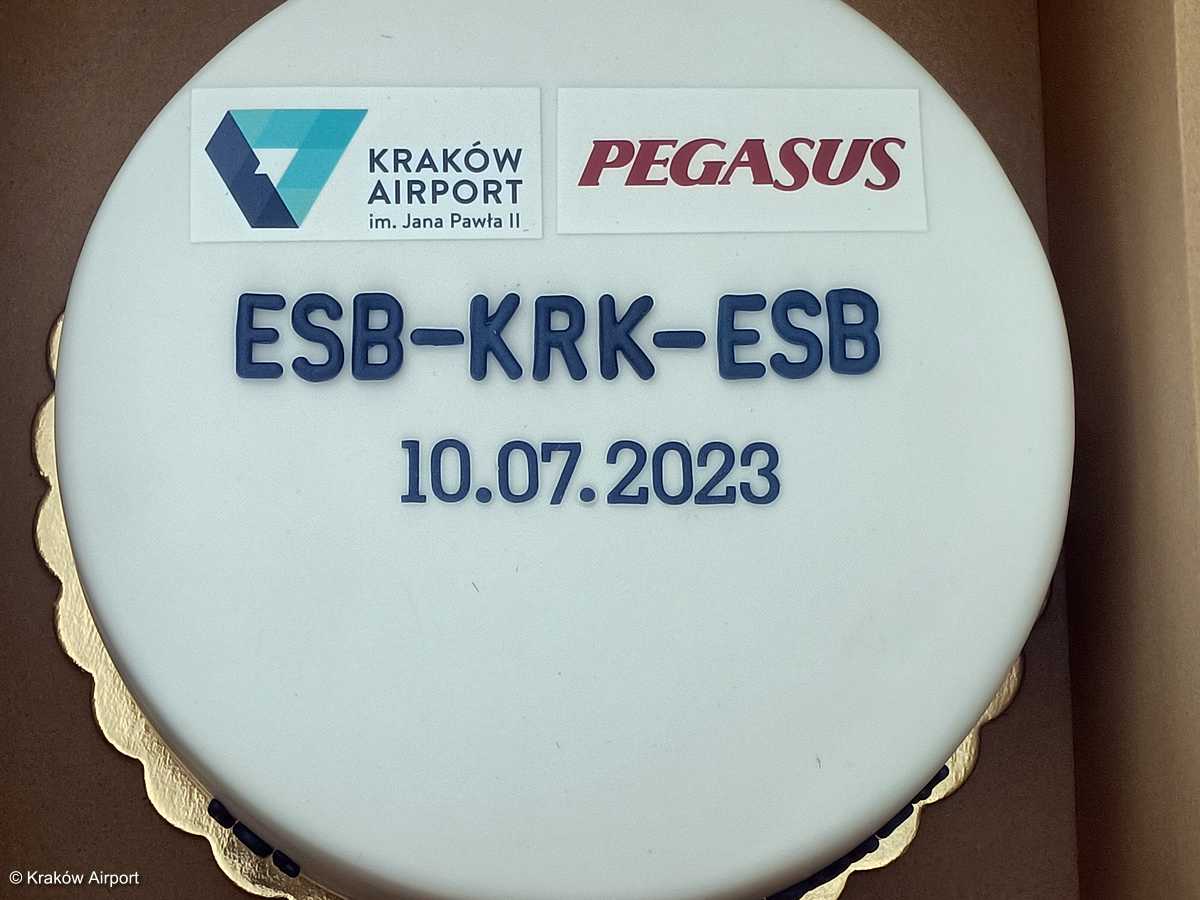 KRAKÓW
AIRPORT
im. Jana Pawła II
PEGASUS
ESB-KRK-ESB
10.07.2023
© Kraków Airport